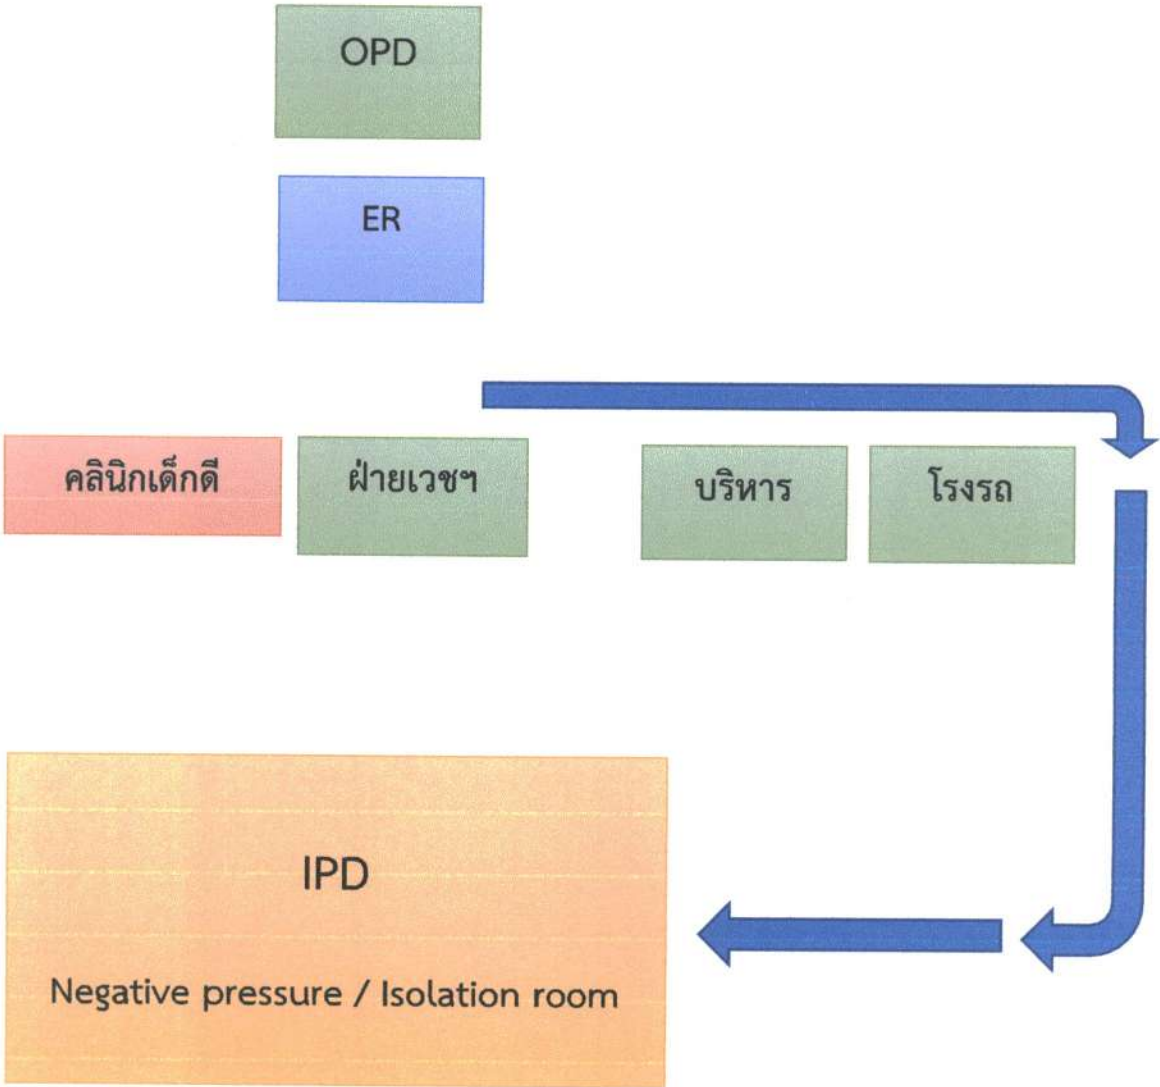 OPD
ER
คลินิกเด็กดี
ฝ่ายเวชฯ
บริหาร
โรงรถ
IPD
Negative pressure / Isolation room